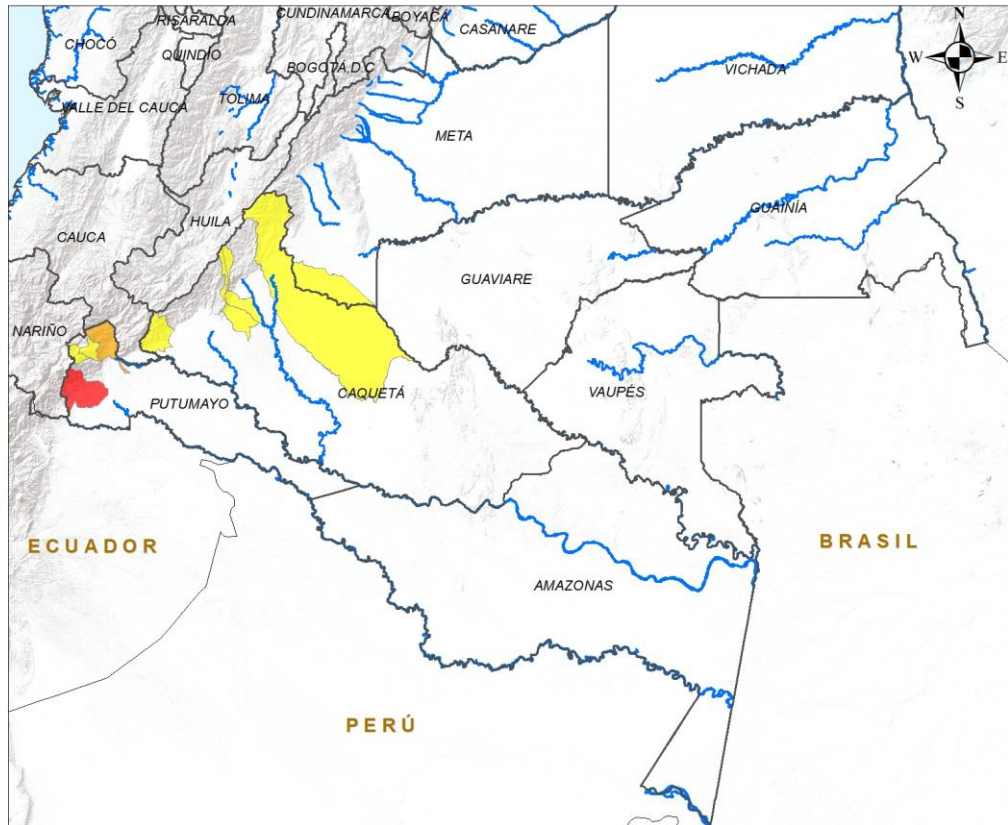 CUNDINAMARCA
BOYACÁ
RISARALDA
CASANARE
N
CHOCÓ
QUINDÍO
BOGOTÁ D.C
W
E
VICHADA
S
VALLE DEL CAUCA
TOLIMA
META
GUAINÍA
HUILA
CAUCA
GUAVIARE
NARIÑO
CAQUETÁ
VAUPÉS
PUTUMAYO
ECUADOR
BRASIL
AMAZONAS
PERÚ